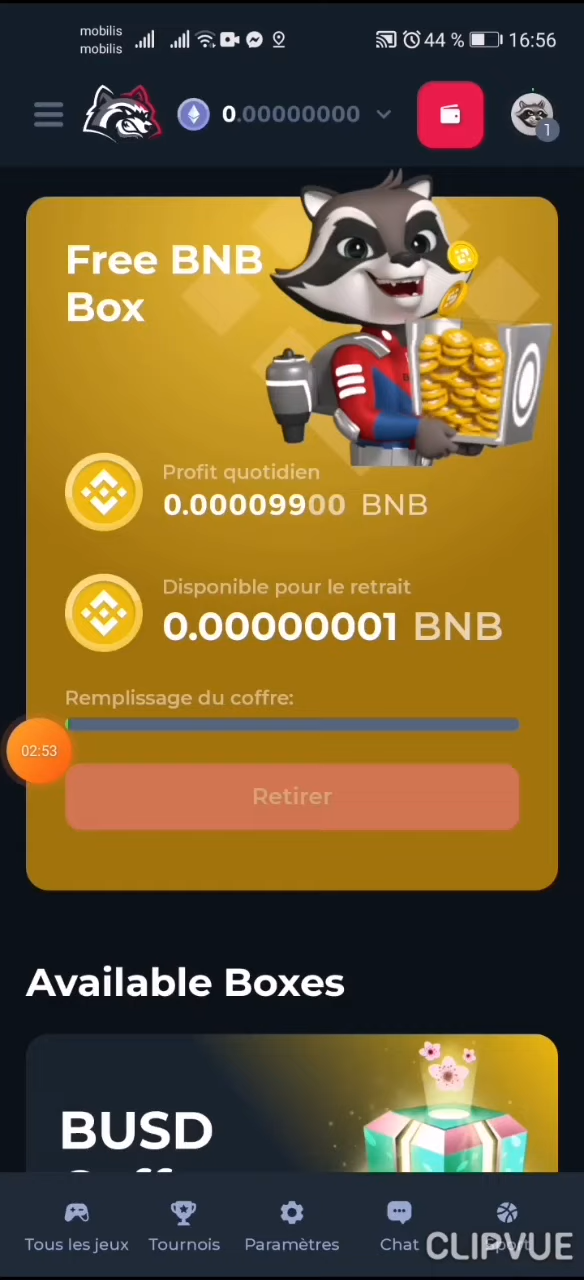 mobilis
mobilis
44 %
16:56
0.00000000
1
Free BNB
Box
Profit quotidien
0.00009900 BNB
Disponible pour le retrait
0.00000001 BNB
Remplissage du coffre:
02:53
Retirer
Available Boxes
BUSD
Tous les jeux
Tournois
Paramètres
Chat
CLIPVUE